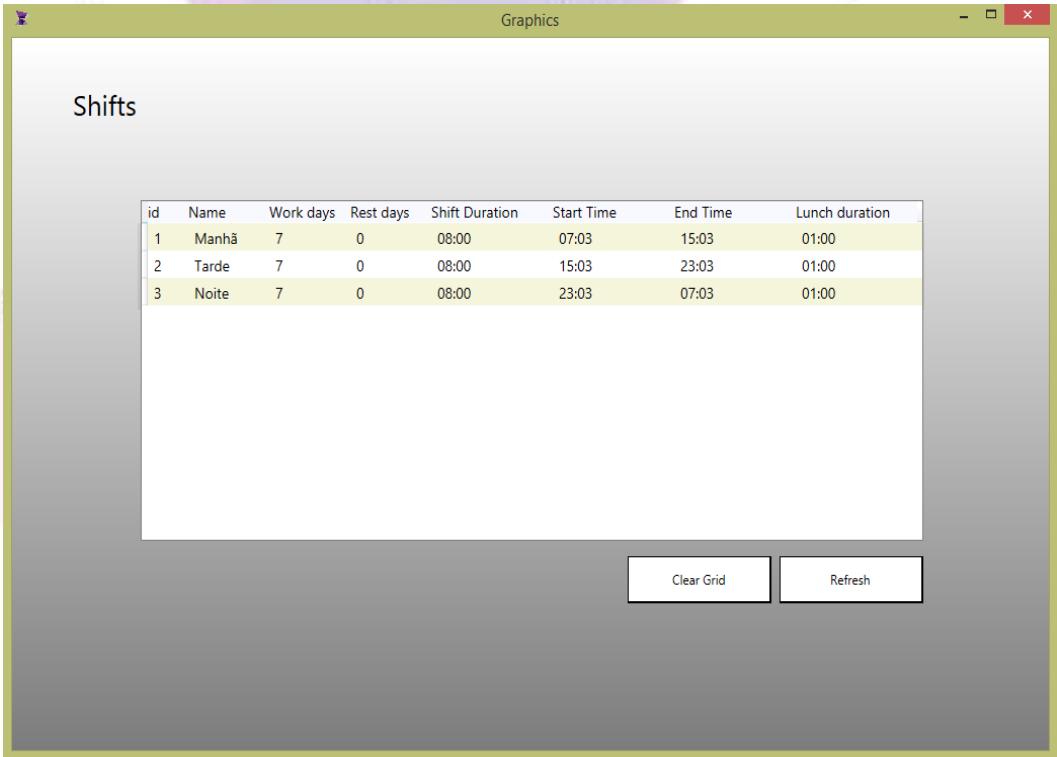 Graphics
Shifts
id Name Work days Rest days Shift Duration Start Time End Time Lunch duration
1 Manhã 7 0 08:00 07:03 15:03 01:00
2 Tarde 7 0 08:00 15:03 23:03 01:00
3 Noite 7 0 08:00 23:03 07:03 01:00
Clear Grid Refresh